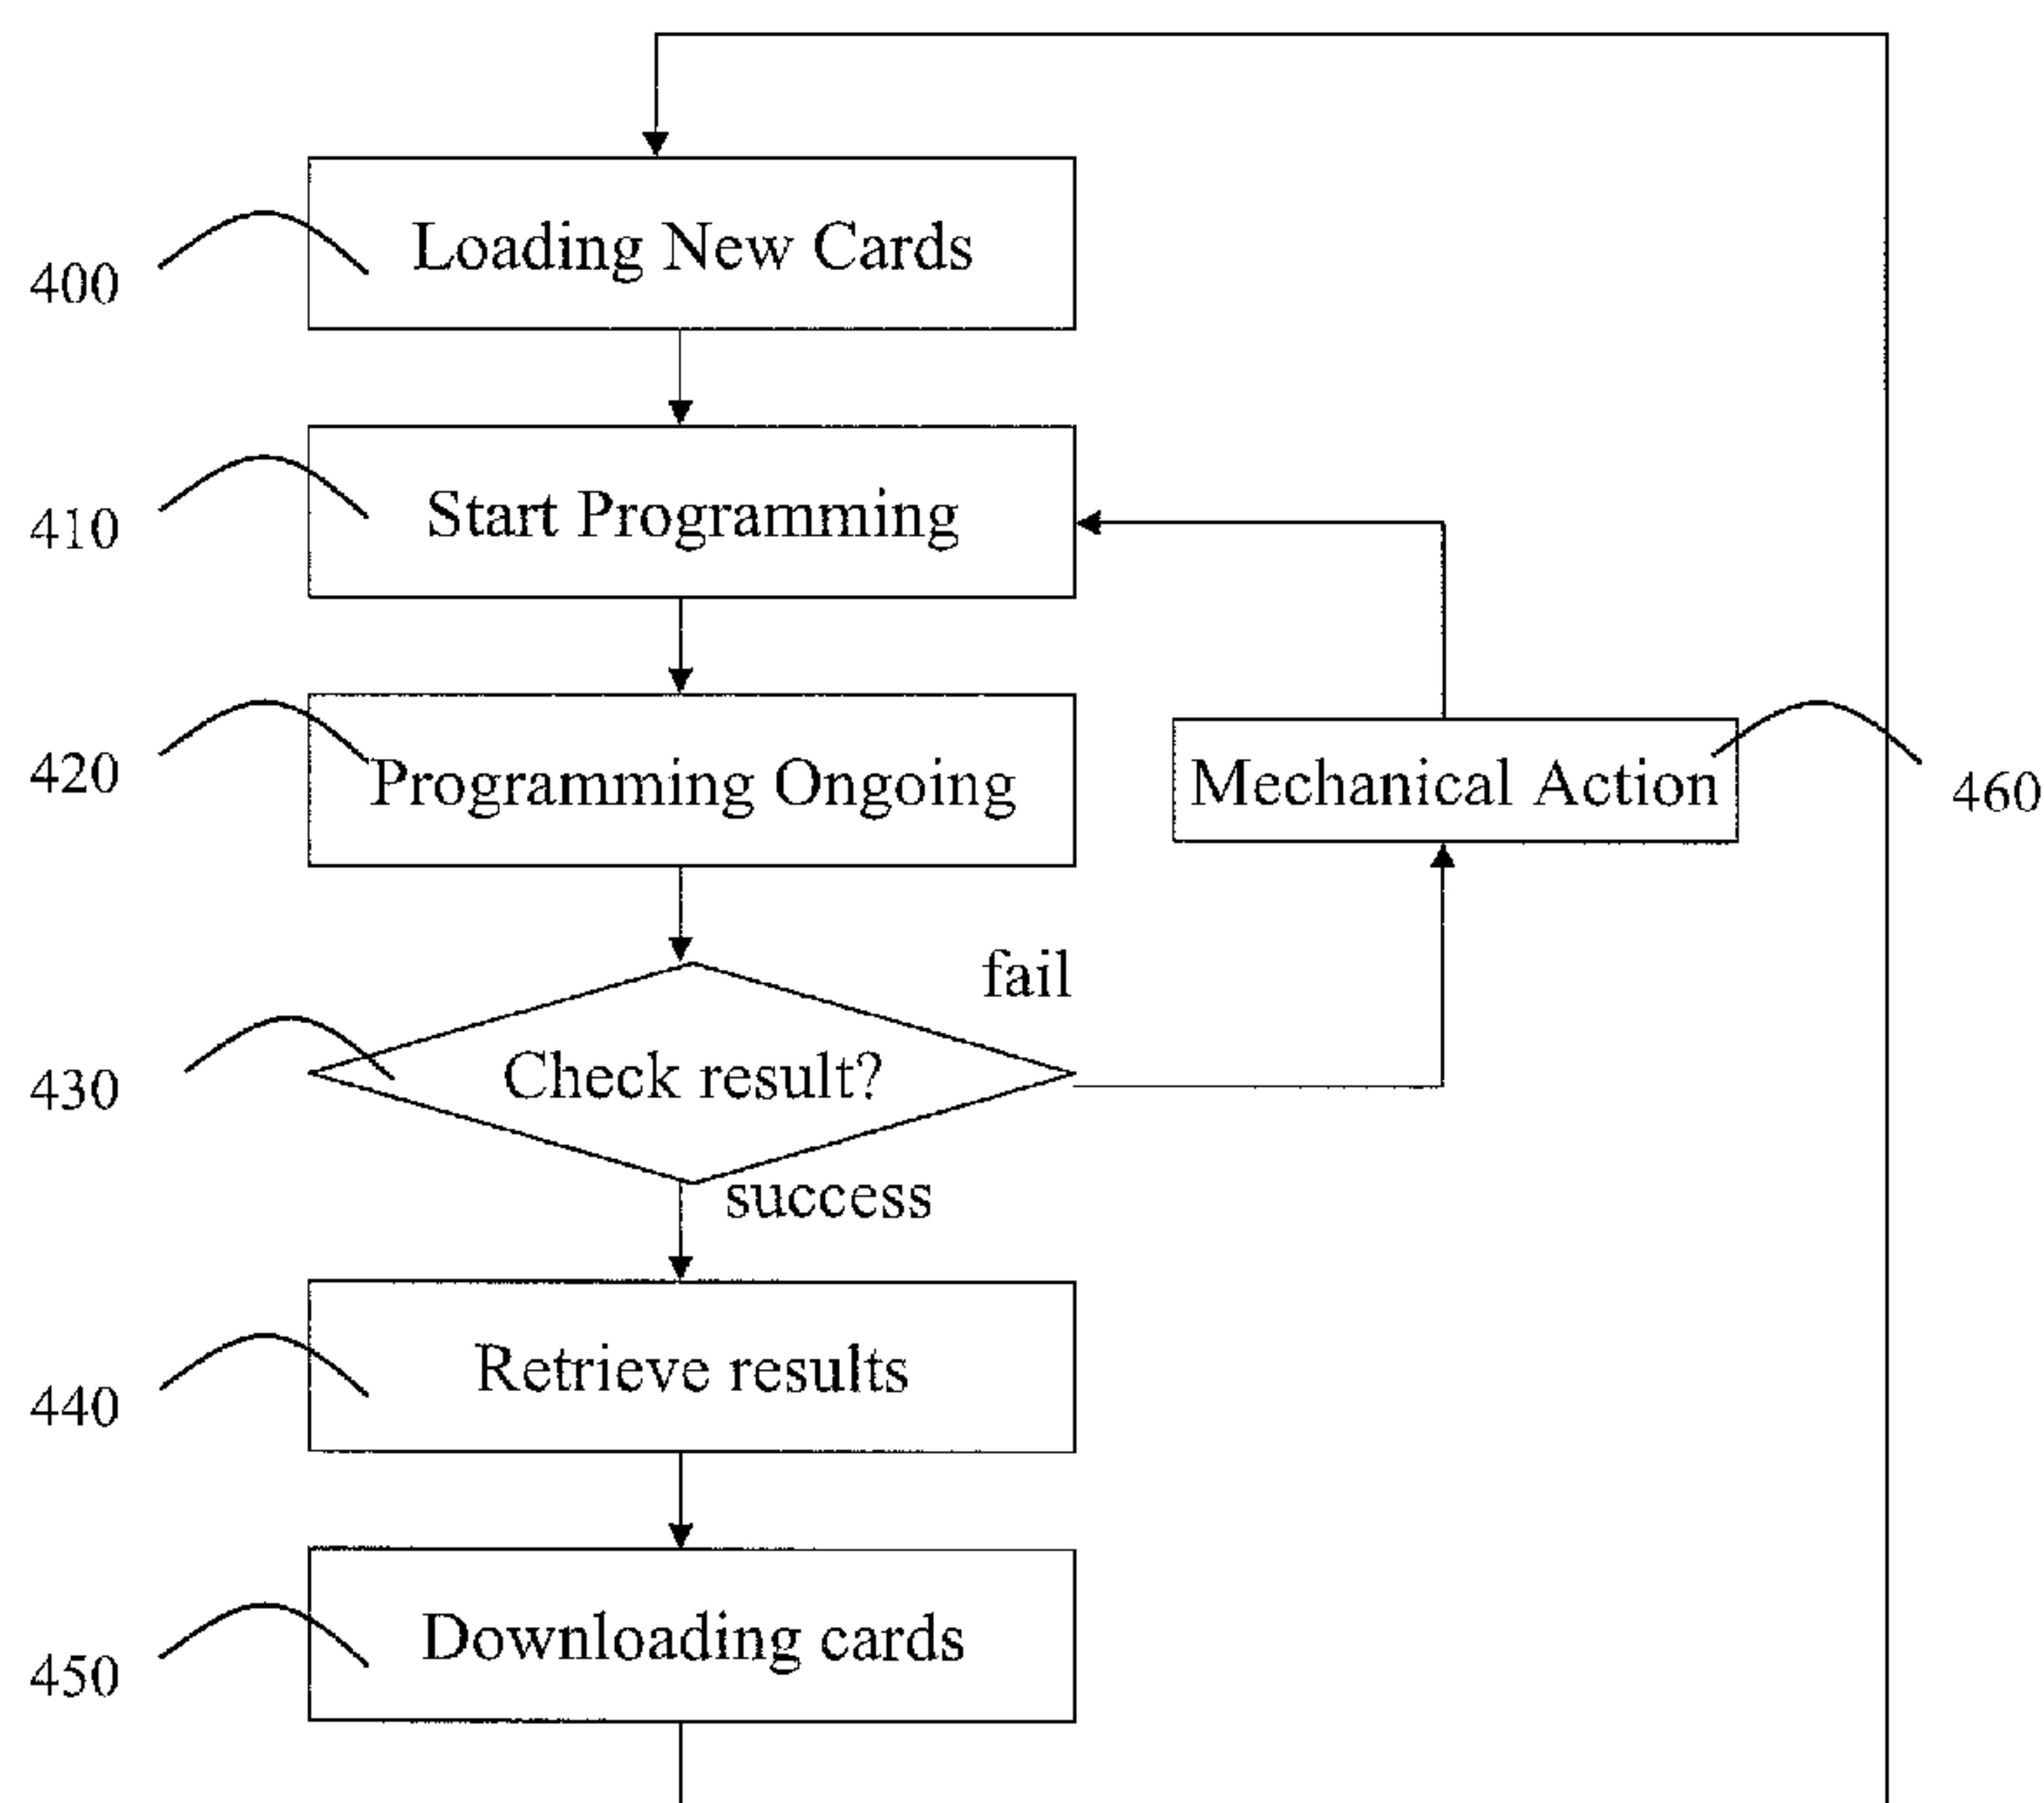 Loading New Cards
400
Start Programming
410
Programming Ongoing
420
Mechanical Action
460
fail
Check result?
430
success
Retrieve results
440
Downloading cards
450